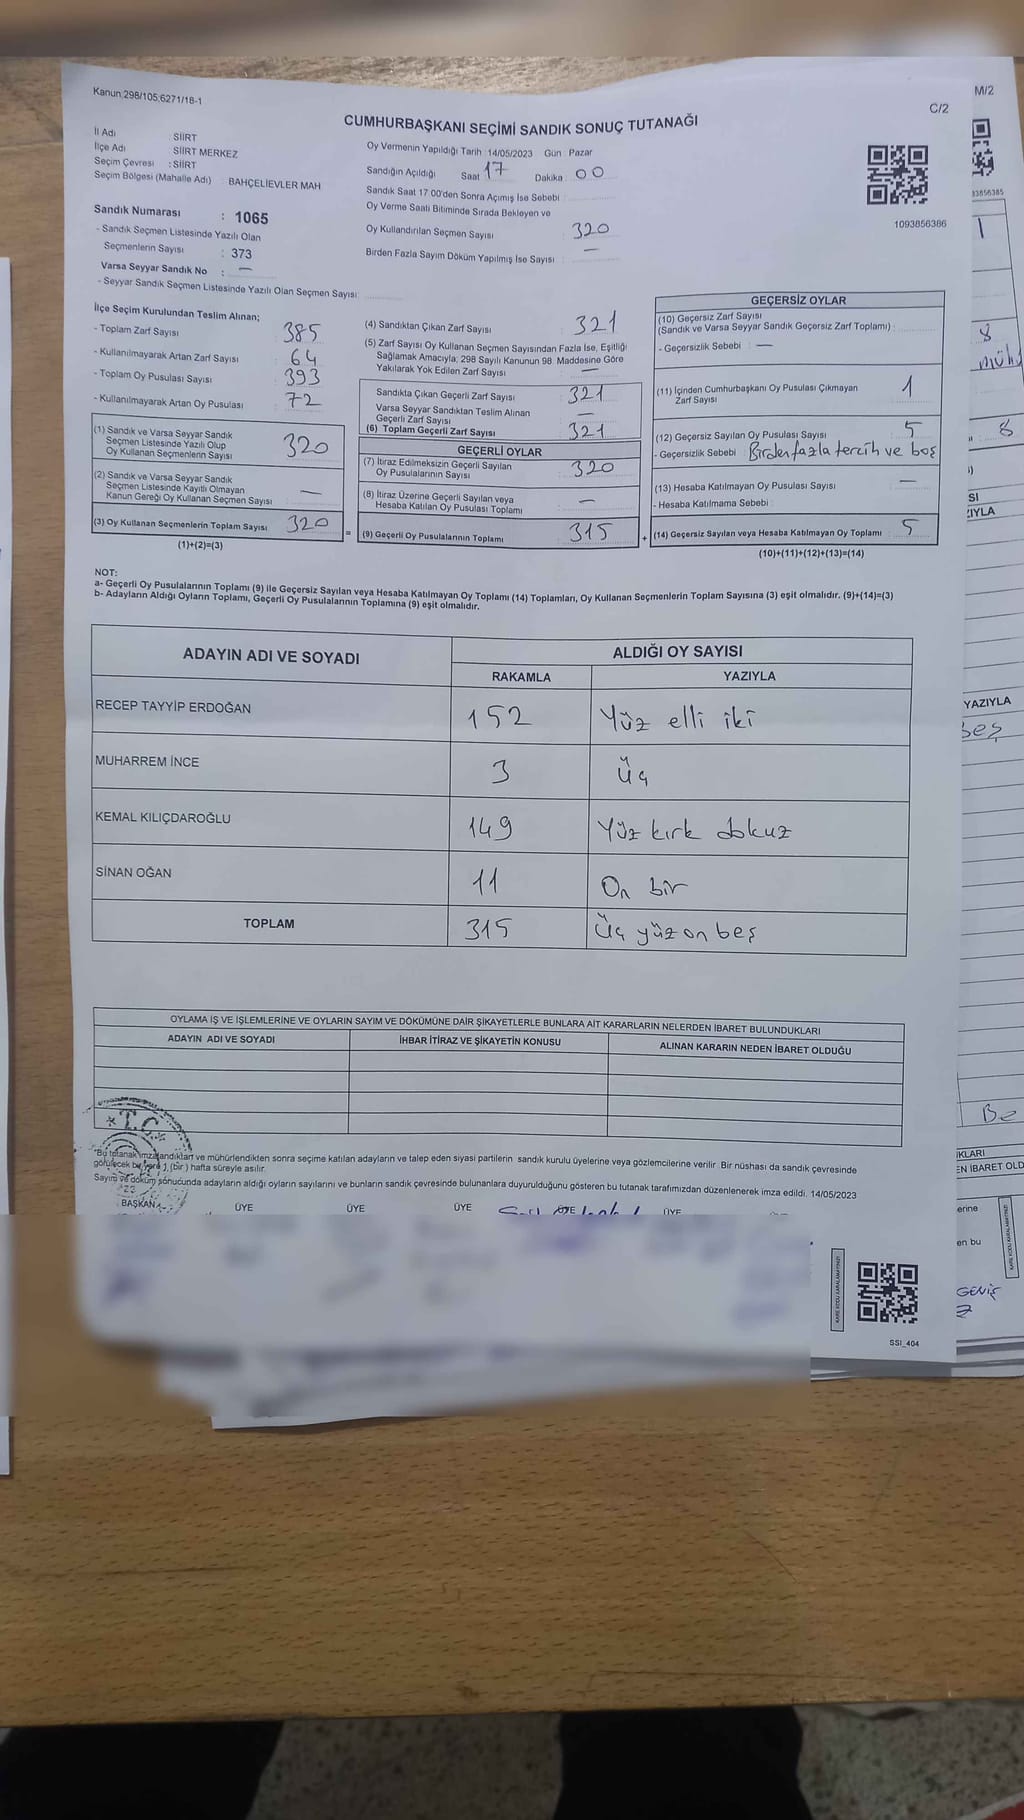 Kanun:298/105;6271/18-1
C/2
CUMHURBAŞKANI SEÇİMİ SANDIK SONUÇ TUTANAĞI
İl Adı SİİRT
İlçe Adı SİİRT MERKEZ
Seçim Çevresi : SİİRT
Seçim Bölgesi (Mahalle Adı) BAHÇELİEVLER MAH
Sandık Numarası : 1065
- Sandık Seçmen Listesinde Yazılı Olan
Seçmenlerin Sayısı : 373
Varsa Seyyar Sandık No : —
- Seyyar Sandık Seçmen Listesinde Yazılı Olan Seçmen Sayısı
Oy Vermenin Yapıldığı Tarih :14/05/2023 Gün : Pazar
Sandığın Açıldığı Saat 17 Dakika 00
Sandık Saat 17:00'den Sonra Açımış İse Sebebi :
Oy Verme Saati Bitiminde Sırada Bekleyen ve
Oy Kullandırılan Seçmen Sayısı 320
Birden Fazla Sayım Döküm Yapılmış İse Sayısı —
1093856386
İlçe Seçim Kurulundan Teslim Alınan;
- Toplam Zarf Sayısı 385
- Kullanılmayarak Artan Zarf Sayısı 64
- Toplam Oy Pusulası Sayısı 393
- Kullanılmayarak Artan Oy Pusulası 72
(1) Sandık ve Varsa Seyyar Sandık
Seçmen Listesinde Yazılı Olup
Oy Kullanan Seçmenlerin Sayısı 320
(2) Sandık ve Varsa Seyyar Sandık
Seçmen Listesinde Kayıtlı Olmayan
Kanun Gereği Oy Kullanan Seçmen Sayısı —
(3) Oy Kullanan Seçmenlerin Toplam Sayısı 320 =
(1)+(2)=(3)
(4) Sandıktan Çıkan Zarf Sayısı 321
(5) Zarf Sayısı Oy Kullanan Seçmen Sayısından Fazla İse, Eşitliği
Sağlamak Amacıyla; 298 Sayılı Kanunun 98. Maddesine Göre
Yakılarak Yok Edilen Zarf Sayısı —
Sandıkta Çıkan Geçerli Zarf Sayısı 321
Varsa Seyyar Sandıktan Teslim Alınan
Geçerli Zarf Sayısı —
(6) Toplam Geçerli Zarf Sayısı 321
GEÇERLİ OYLAR
(7) İtiraz Edilmeksizin Geçerli Sayılan
Oy Pusulalarının Sayısı 320
(8) İtiraz Üzerine Geçerli Sayılan veya
Hesaba Katılan Oy Pusulası Toplamı —
(9) Geçerli Oy Pusulalarının Toplamı 315 +
GEÇERSİZ OYLAR
(10) Geçersiz Zarf Sayısı
(Sandık ve Varsa Seyyar Sandık Geçersiz Zarf Toplamı) :
- Geçersizlik Sebebi : —
(11) İçinden Cumhurbaşkanı Oy Pusulası Çıkmayan
Zarf Sayısı 1
(12) Geçersiz Sayılan Oy Pusulası Sayısı 5
- Geçersizlik Sebebi Birden fazla tercih ve boş
(13) Hesaba Katılmayan Oy Pusulası Sayısı —
- Hesaba Katılmama Sebebi :
(14) Geçersiz Sayılan veya Hesaba Katılmayan Oy Toplamı 5
(10)+(11)+(12)+(13)=(14)
NOT:
a- Geçerli Oy Pusulalarının Toplamı (9) ile Geçersiz Sayılan veya Hesaba Katılmayan Oy Toplamı (14) Toplamları, Oy Kullanan Seçmenlerin Toplam Sayısına (3) eşit olmalıdır. (9)+(14)=(3)
b- Adayların Aldığı Oyların Toplamı, Geçerli Oy Pusulalarının Toplamına (9) eşit olmalıdır.
ADAYIN ADI VE SOYADI ALDIĞI OY SAYISI
RAKAMLA YAZIYLA
RECEP TAYYİP ERDOĞAN 152 Yüz elli iki
MUHARREM İNCE 3 Üç
KEMAL KILIÇDAROĞLU 149 Yüz kırk dokuz
SİNAN OĞAN 11 On bir
TOPLAM 315 Üç yüz on beş
OYLAMA İŞ VE İŞLEMLERİNE VE OYLARIN SAYIM VE DÖKÜMÜNE DAİR ŞİKAYETLERLE BUNLARA AİT KARARLARIN NELERDEN İBARET BULUNDUKLARI
ADAYIN ADI VE SOYADI İHBAR İTİRAZ VE ŞİKAYETİN KONUSU ALINAN KARARIN NEDEN İBARET OLDUĞU
T.C.
*Bu tutanak imzalandıktan ve mühürlendikten sonra seçime katılan adayların ve talep eden siyasi partilerin sandık kurulu üyelerine veya gözlemcilerine verilir. Bir nüshası da sandık çevresinde
görülecek bir yere 1 (bir) hafta süreyle asılır.
Sayım ve döküm sonucunda adayların aldığı oyların sayılarını ve bunların sandık çevresinde bulunanlara duyurulduğunu gösteren bu tutanak tarafımızdan düzenlenerek imza edildi. 14/05/2023
BAŞKAN ÜYE ÜYE ÜYE ÜYE ÜYE
KARE KODU KARALAMAYINIZ!
SSI_404
M/2
93856385
1
8
8
SI
YAZIYLA
Beş
Be
EN İBARET OLD
erine
en bu
GENİŞ